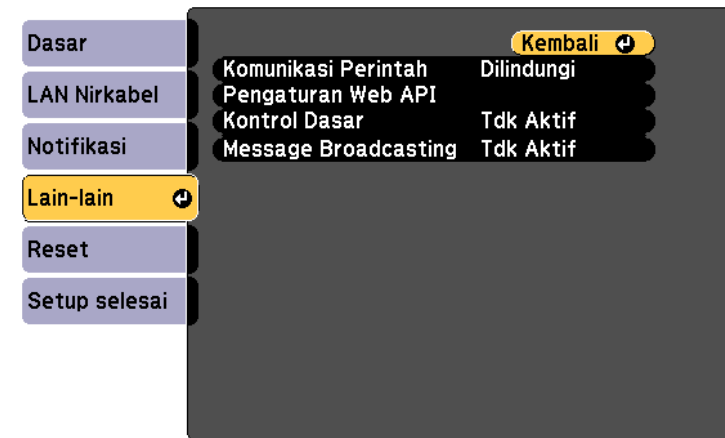 Dasar
LAN Nirkabel
Notifikasi
Lain-lain
Reset
Setup selesai
Kembali
Komunikasi Perintah Dilindungi
Pengaturan Web API
Kontrol Dasar Tdk Aktif
Message Broadcasting Tdk Aktif